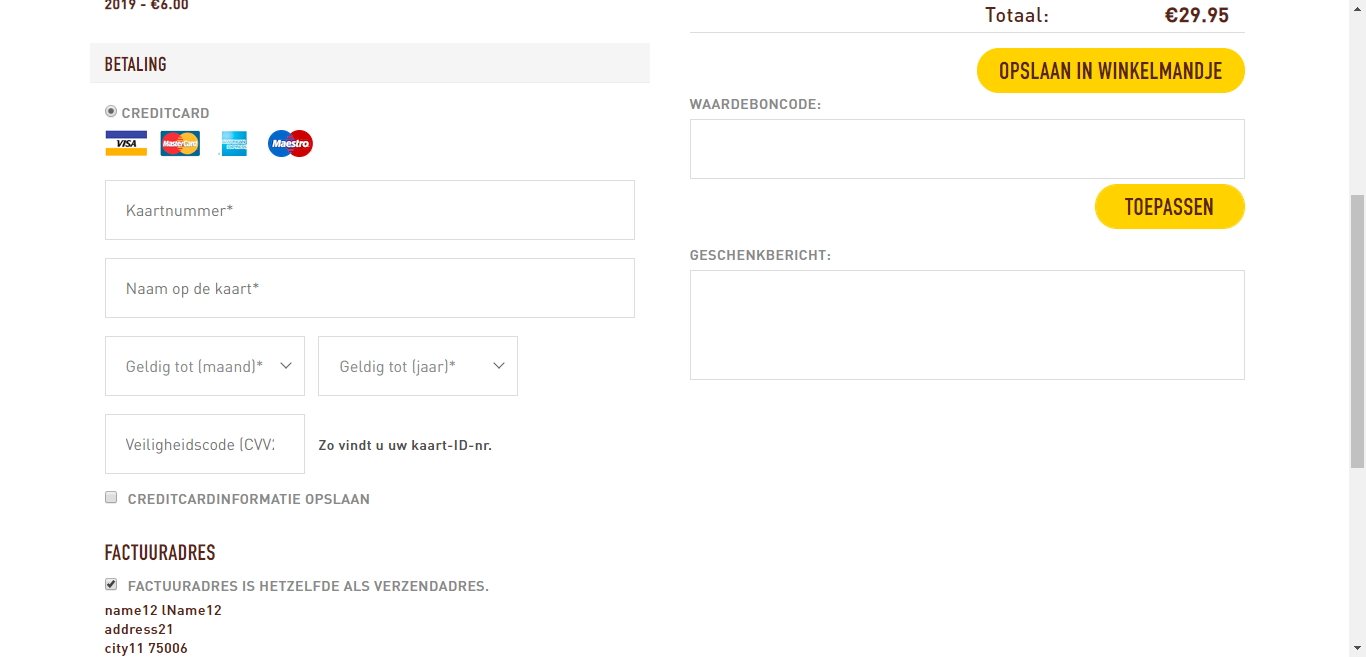 2019 - €6.00
BETALING
CREDITCARD
VISA MasterCard Maestro
Kaartnummer*
Naam op de kaart*
Geldig tot (maand)* Geldig tot (jaar)*
Veiligheidscode (CVV2
Zo vindt u uw kaart-ID-nr.
CREDITCARDINFORMATIE OPSLAAN
FACTUURADRES
FACTUURADRES IS HETZELFDE ALS VERZENDADRES.
name12 lName12
address21
city11 75006
Totaal: €29.95
OPSLAAN IN WINKELMANDJE
WAARDEBONCODE:
TOEPASSEN
GESCHENKBERICHT: